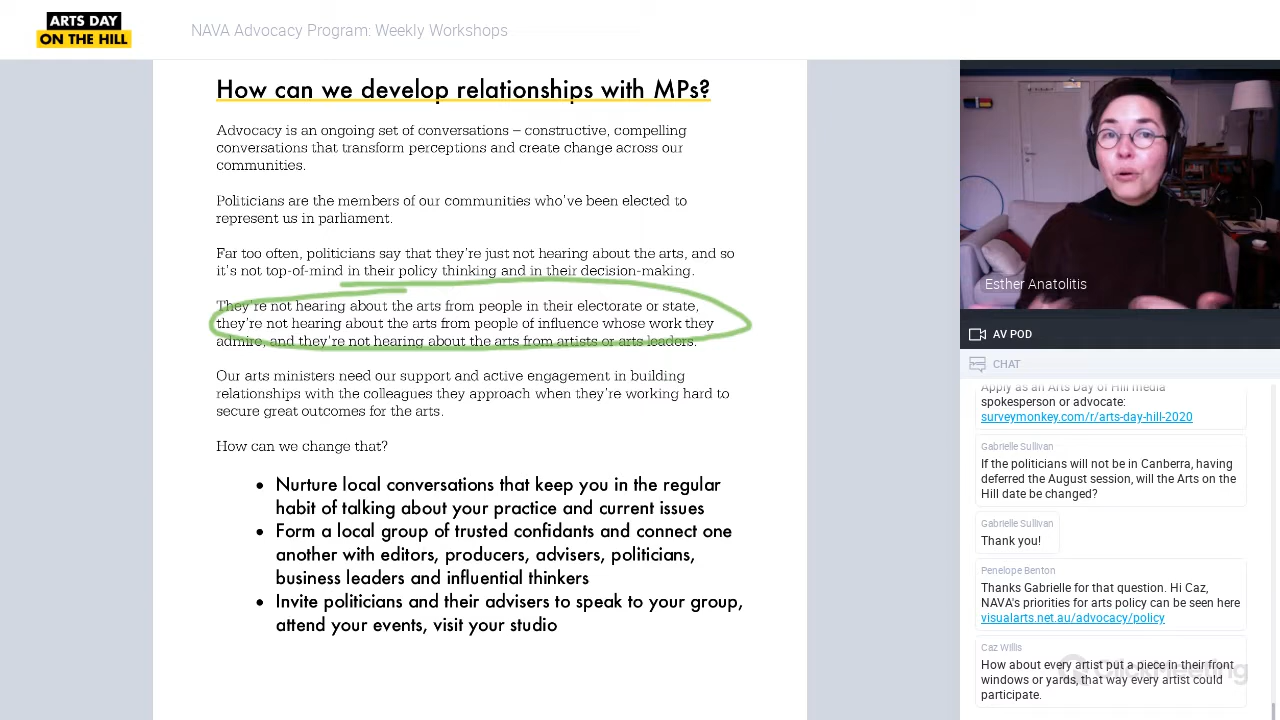 ARTS DAY
ON THE HILL
NAVA Advocacy Program: Weekly Workshops
How can we develop relationships with MPs?
Advocacy is an ongoing set of conversations – constructive, compelling
conversations that transform perceptions and create change across our
communities.
Politicians are the members of our communities who've been elected to
represent us in parliament.
Far too often, politicians say that they're just not hearing about the arts, and so
it's not top-of-mind in their policy thinking and in their decision-making.
They're not hearing about the arts from people in their electorate or state,
they're not hearing about the arts from people of influence whose work they
admire, and they're not hearing about the arts from artists or arts leaders.
Our arts ministers need our support and active engagement in building
relationships with the colleagues they approach when they're working hard to
secure great outcomes for the arts.
How can we change that?
• Nurture local conversations that keep you in the regular
habit of talking about your practice and current issues
• Form a local group of trusted confidants and connect one
another with editors, producers, advisers, politicians,
business leaders and influential thinkers
• Invite politicians and their advisers to speak to your group,
attend your events, visit your studio
Esther Anatolitis
AV POD
CHAT
Apply as an Arts Day of Hill media
spokesperson or advocate:
surveymonkey.com/r/arts-day-hill-2020
Gabrielle Sullivan
If the politicians will not be in Canberra, having
deferred the August session, will the Arts on the
Hill date be changed?
Gabrielle Sullivan
Thank you!
Penelope Benton
Thanks Gabrielle for that question. Hi Caz,
NAVA's priorities for arts policy can be seen here
visualarts.net.au/advocacy/policy
Caz Willis
How about every artist put a piece in their front
windows or yards, that way every artist could
participate.
ClickMeeting